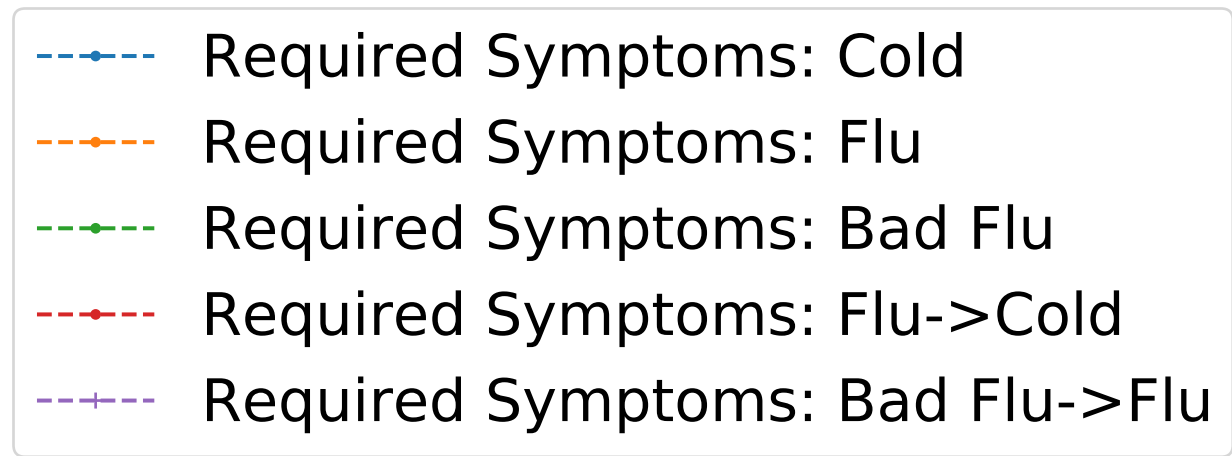 Required Symptoms: Cold
Required Symptoms: Flu
Required Symptoms: Bad Flu
Required Symptoms: Flu->Cold
Required Symptoms: Bad Flu->Flu